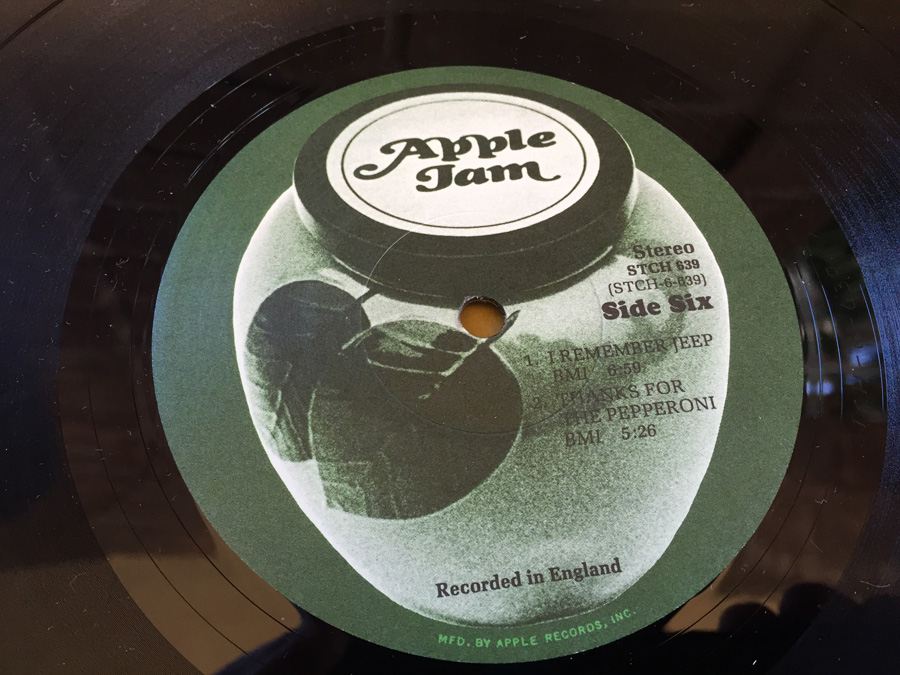 Apple
Jam
Stereo
STCH 639
(STCH-6-639)
Side Six
1. I REMEMBER JEEP
BMI 6:59
2. THANKS FOR
THE PEPPERONI
BMI 5:26
Recorded in England
MFD. BY APPLE RECORDS, INC.